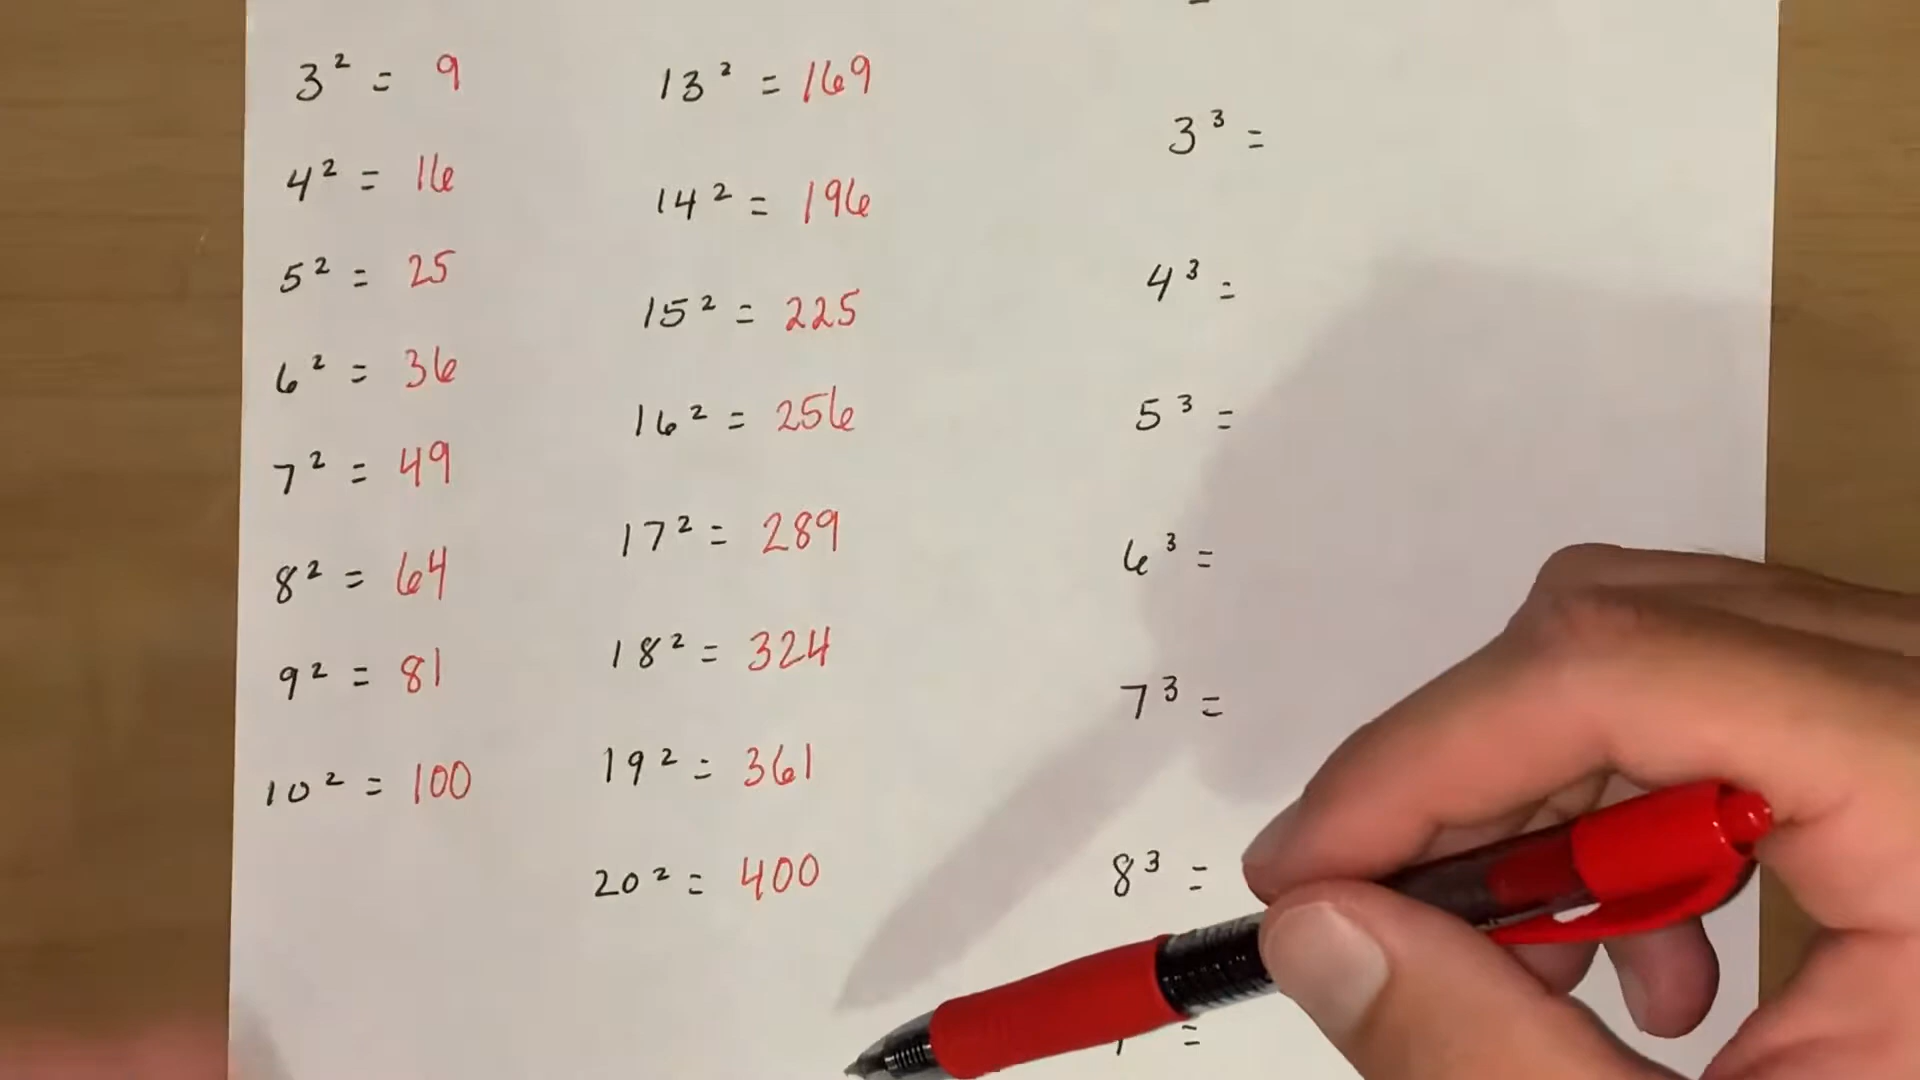 3² = 9
4² = 16
5² = 25
6² = 36
7² = 49
8² = 64
9² = 81
10² = 100
13² = 169
14² = 196
15² = 225
16² = 256
17² = 289
18² = 324
19² = 361
20² = 400
3³ =
4³ =
5³ =
6³ =
7³ =
8³ =
=